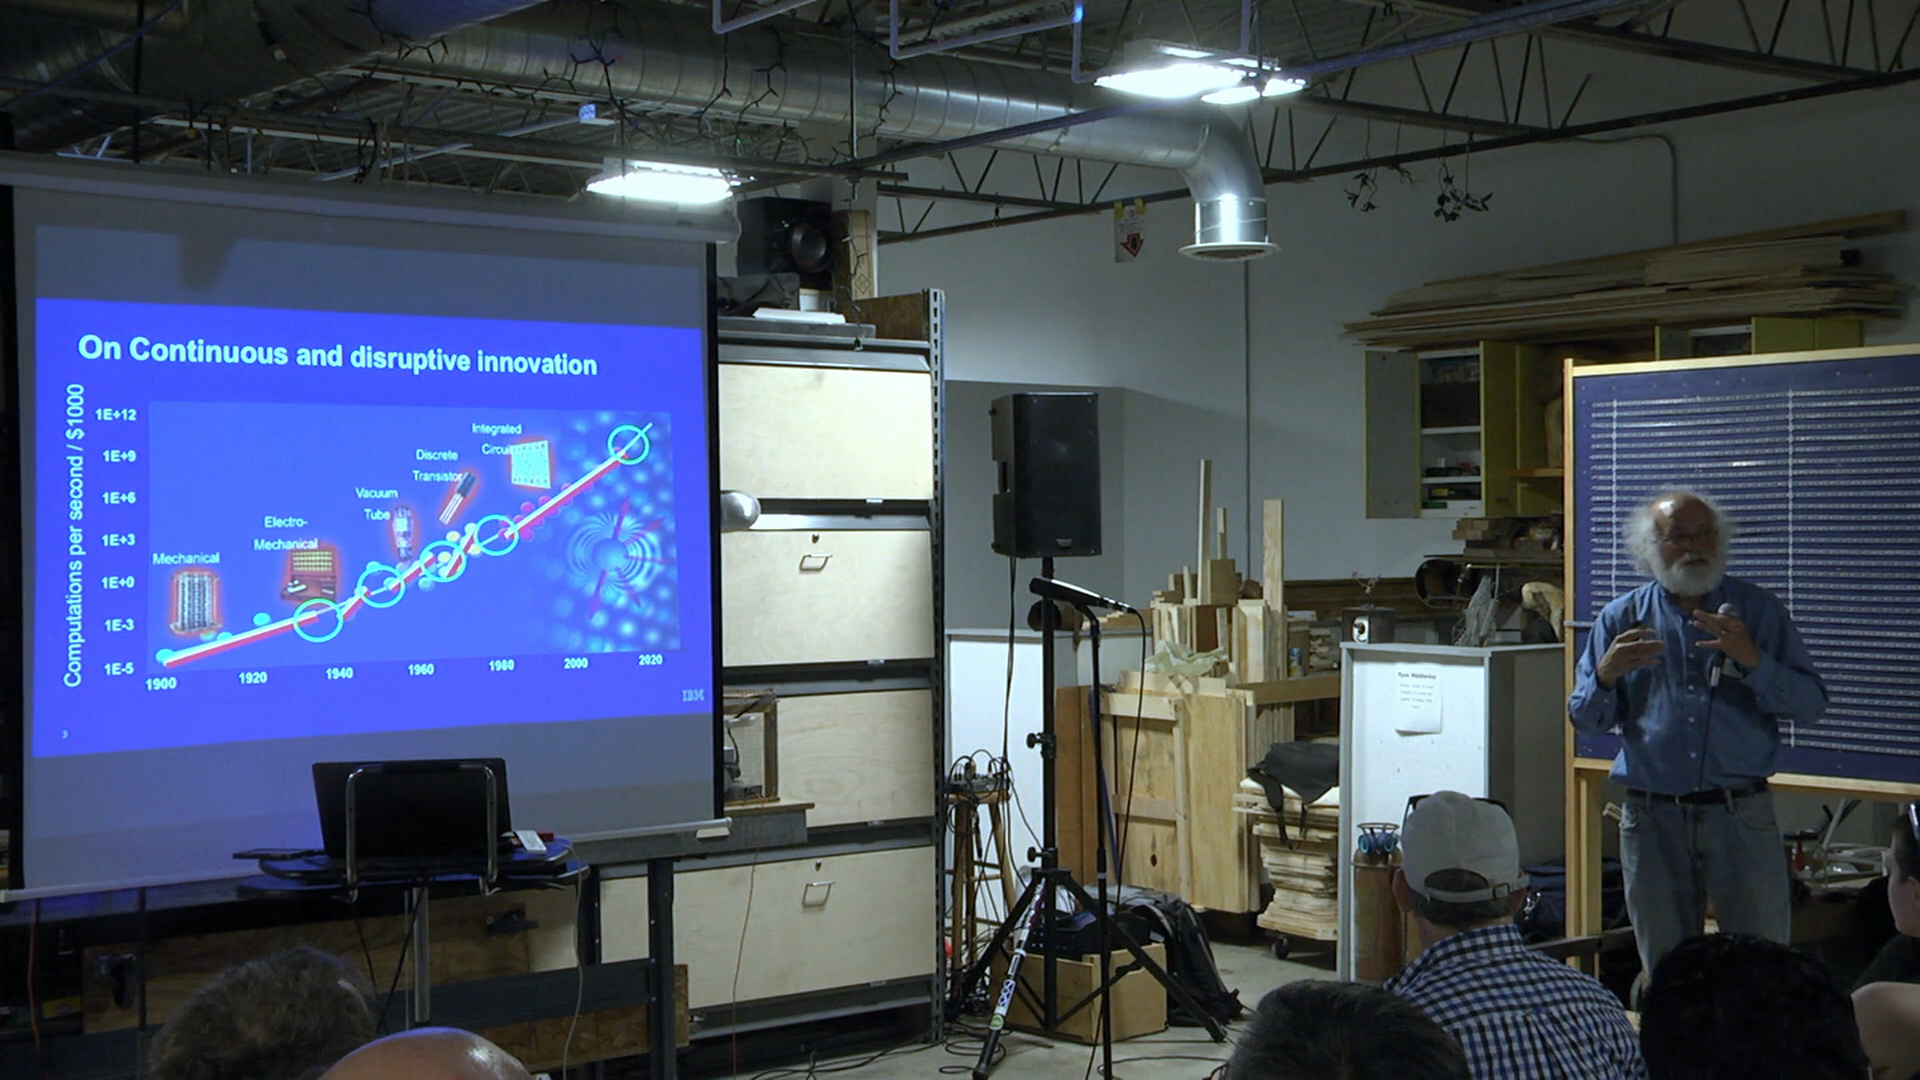 On Continuous and disruptive innovation
Computations per second / $1000
1E+12
1E+9
1E+6
1E+3
1E+0
1E-3
1E-5
1900
1920
1940
1960
1980
2000
2020
Mechanical
Electro-
Mechanical
Vacuum
Tube
Discrete
Transistor
Integrated
Circuit
IBM
3